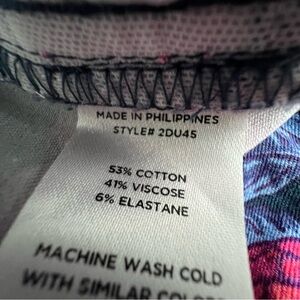 MADE IN PHILIPPINES
STYLE# 2DU45
53% COTTON
41% VISCOSE
6% ELASTANE
MACHINE WASH COLD
WITH SIMILAR COLORS